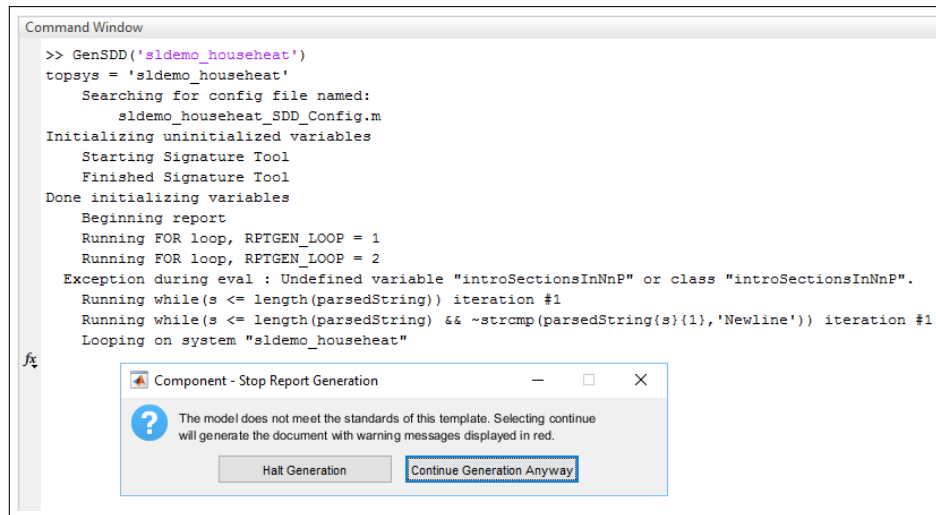 Command Window
>> GenSDD('sldemo_househeat')
topsys = 'sldemo_househeat'
Searching for config file named:
sldemo_househeat_SDD_Config.m
Initializing uninitialized variables
Starting Signature Tool
Finished Signature Tool
Done initializing variables
Beginning report
Running FOR loop, RPTGEN_LOOP = 1
Running FOR loop, RPTGEN_LOOP = 2
Exception during eval : Undefined variable "introSectionsInNnP" or class "introSectionsInNnP".
Running while(s <= length(parsedString)) iteration #1
Running while(s <= length(parsedString) && ~strcmp(parsedString{s}{1},'Newline')) iteration #1
Looping on system "sldemo_househeat"
fx
Component - Stop Report Generation
The model does not meet the standards of this template. Selecting continue
will generate the document with warning messages displayed in red.
Halt Generation
Continue Generation Anyway